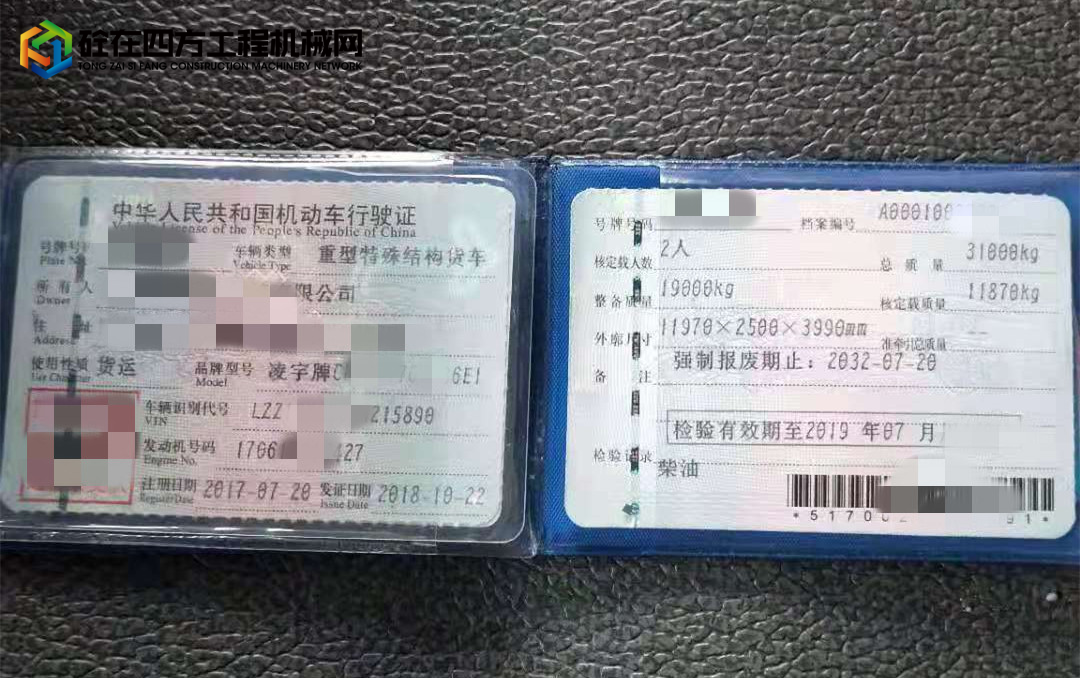 砼在四方工程机械网
TONG ZAI SI FANG CONSTRUCTION MACHINERY NETWORK
中华人民共和国机动车行驶证
License of the People's Republic of China
号牌号
Plate No.
车辆类型 重型特殊结构货车
Vehicle Type
所有人 限公司
Owner
住址
Address
使用性质 货运
Use Character
品牌型号 凌宇牌C 6E1
Model
车辆识别代号 LZZ 215890
VIN
发动机号码 1706 27
Engine No.
注册日期 2017-07-20 发证日期 2018-10-22
Register Date Issue Date
号牌号码 档案编号 A000100
核定载人数 2人 总质量 31000kg
整备质量 19000kg 核定载质量 11870kg
外廓尺寸 11970×2500×3990mm 准牵引总质量 --
备注 强制报废期止：2032-07-20
检验有效期至2019 年07 月
检验记录
柴油
*5170 91*